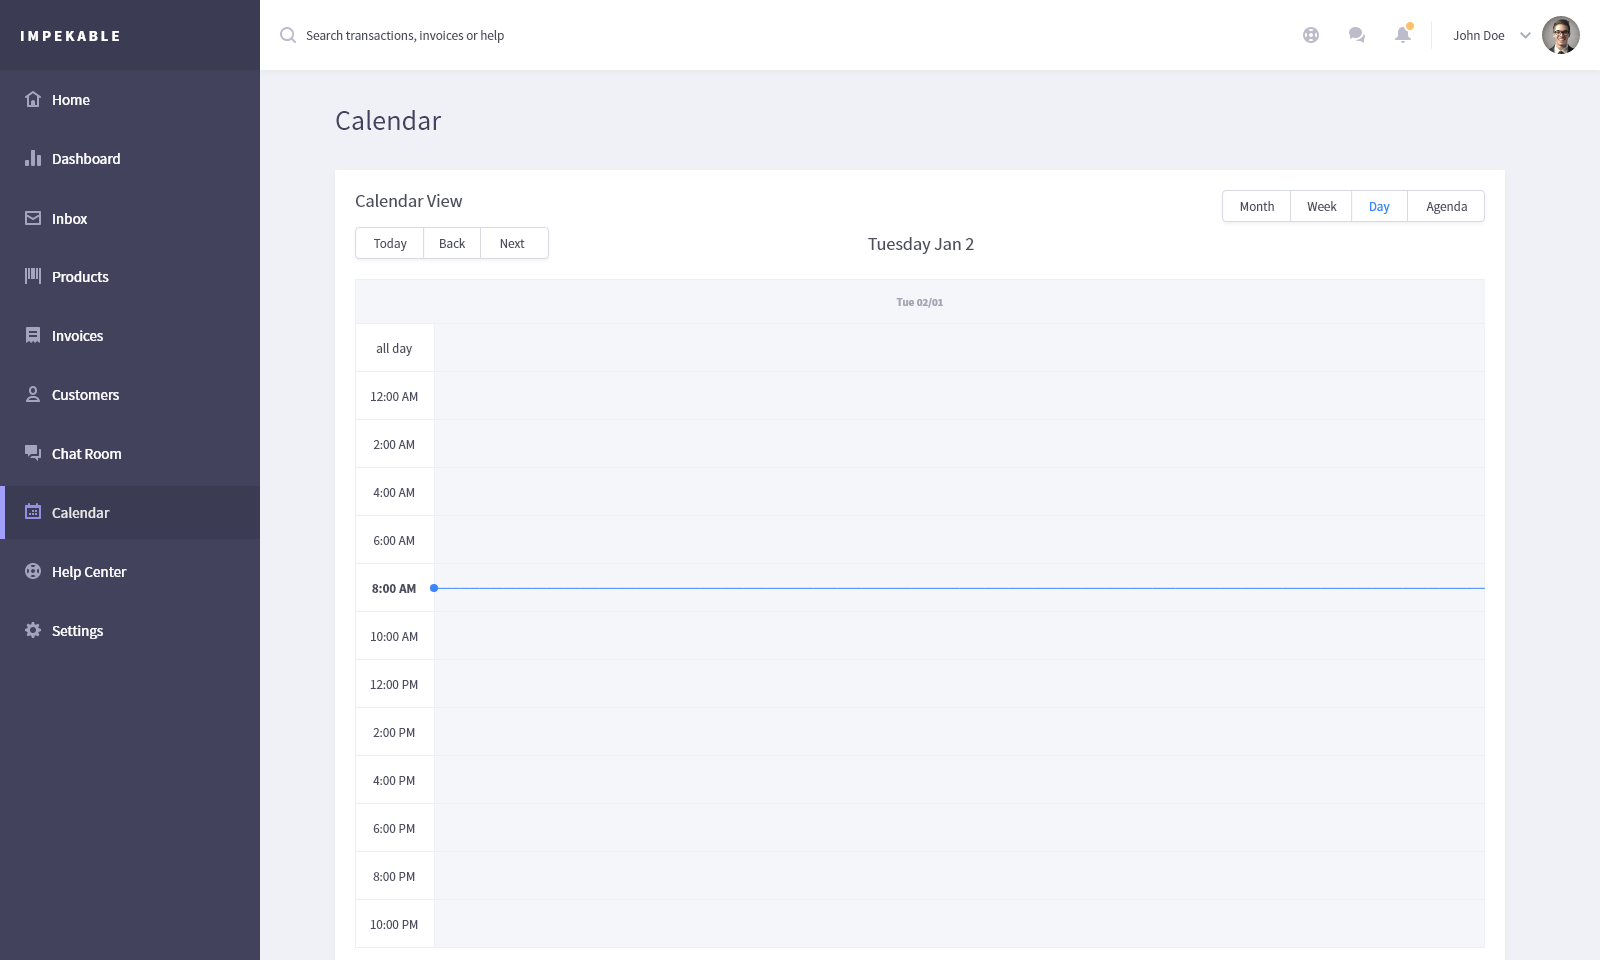 IMPEKABLE
Search transactions, invoices or help
John Doe
Home
Dashboard
Inbox
Products
Invoices
Customers
Chat Room
Calendar
Help Center
Settings
Calendar
Calendar View
Month Week Day Agenda
Today Back Next
Tuesday Jan 2
Tue 02/01
all day
12:00 AM
2:00 AM
4:00 AM
6:00 AM
8:00 AM
10:00 AM
12:00 PM
2:00 PM
4:00 PM
6:00 PM
8:00 PM
10:00 PM